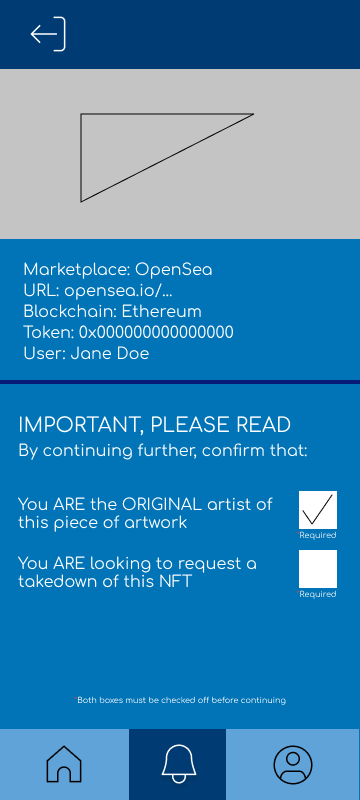 Marketplace: OpenSea
URL: opensea.io/...
Blockchain: Ethereum
Token: 0x000000000000000
User: Jane Doe
IMPORTANT, PLEASE READ
By continuing further, confirm that:
You ARE the ORIGINAL artist of
this piece of artwork
*Required
You ARE looking to request a
takedown of this NFT
*Required
*Both boxes must be checked off before continuing